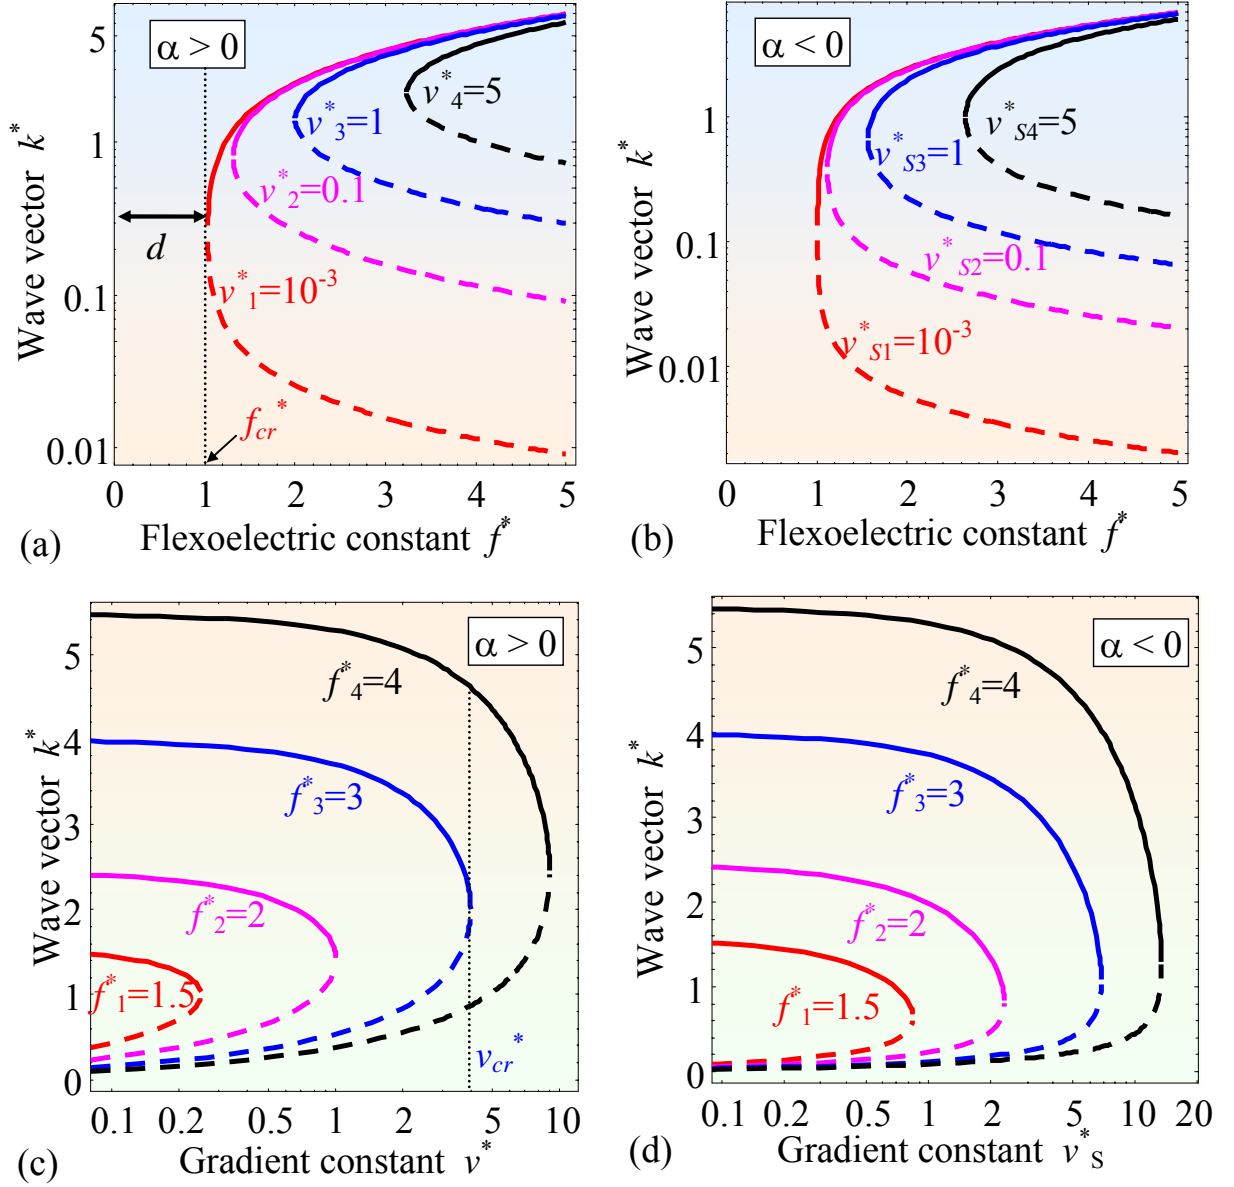 α > 0
5
1
0.1
0.01
Wave vector k*
v*4=5
v*3=1
v*2=0.1
v*1=10-3
d
fcr*
0 1 2 3 4 5
(a) Flexoelectric constant f*
α < 0
1
0.1
0.01
Wave vector k*
v*S4=5
v*S3=1
v*S2=0.1
v*S1=10-3
0 1 2 3 4 5
(b) Flexoelectric constant f*
α > 0
5
4
3
2
1
0
Wave vector k*
f*4=4
f*3=3
f*2=2
f*1=1.5
vcr*
0.1 0.2 0.5 1 2 5 10
(c) Gradient constant v*
α < 0
5
4
3
2
1
0
Wave vector k*
f*4=4
f*3=3
f*2=2
f*1=1.5
0.1 0.2 0.5 1 2 5 10 20
(d) Gradient constant v*S